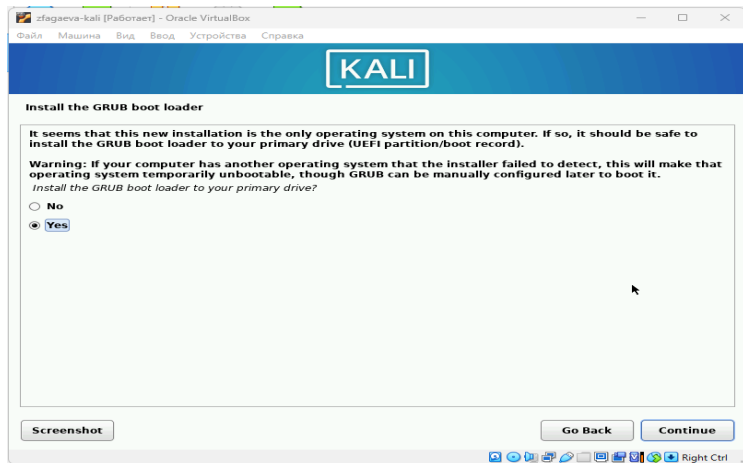 zfagaeva-kali [Работает] - Oracle VirtualBox
Файл Машина Вид Ввод Устройства Справка
KALI
Install the GRUB boot loader
It seems that this new installation is the only operating system on this computer. If so, it should be safe to
install the GRUB boot loader to your primary drive (UEFI partition/boot record).
Warning: If your computer has another operating system that the installer failed to detect, this will make that
operating system temporarily unbootable, though GRUB can be manually configured later to boot it.
Install the GRUB boot loader to your primary drive?
No
Yes
Screenshot Go Back Continue
Right Ctrl